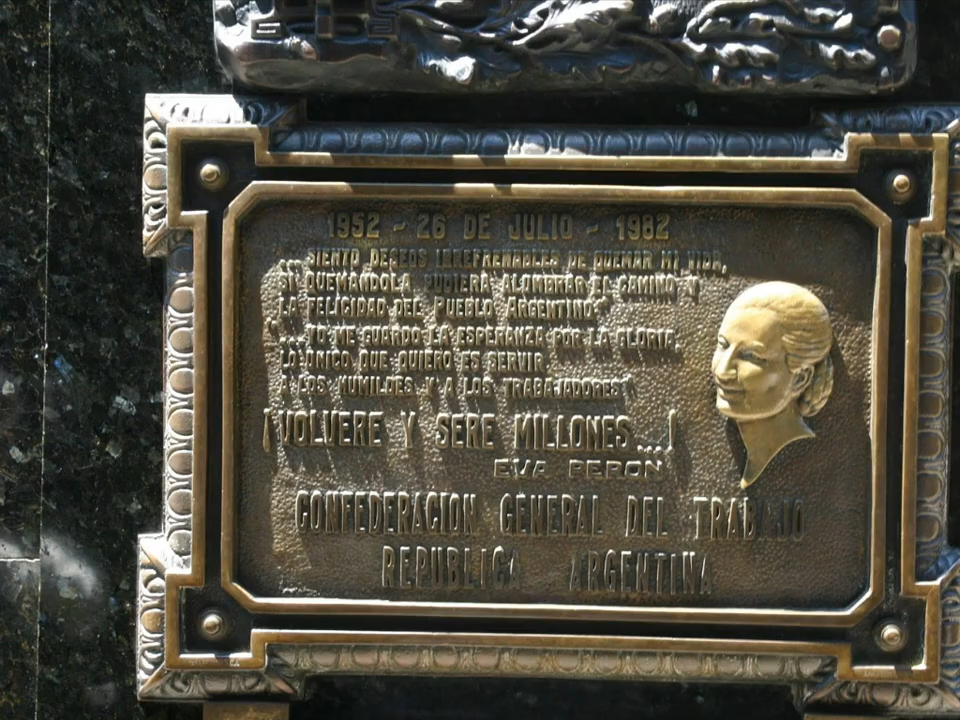 1952 - 26 DE JULIO - 1982
... SIENTO DESEOS IRREFRENABLES DE QUEMAR MI VIDA,
SI QUEMANDOLA PUDIERA ALUMBRAR EL CAMINO Y
LA FELICIDAD DEL PUEBLO ARGENTINO"
"... YO ME GUARDO LA ESPERANZA POR LA GLORIA,
LO ÚNICO QUE QUIERO ES SERVIR
A LOS HUMILDES Y A LOS TRABAJADORES"
¡VOLVERE Y SERE MILLONES...!
EVA PERON
CONFEDERACION GENERAL DEL TRABAJO
REPUBLICA ARGENTINA